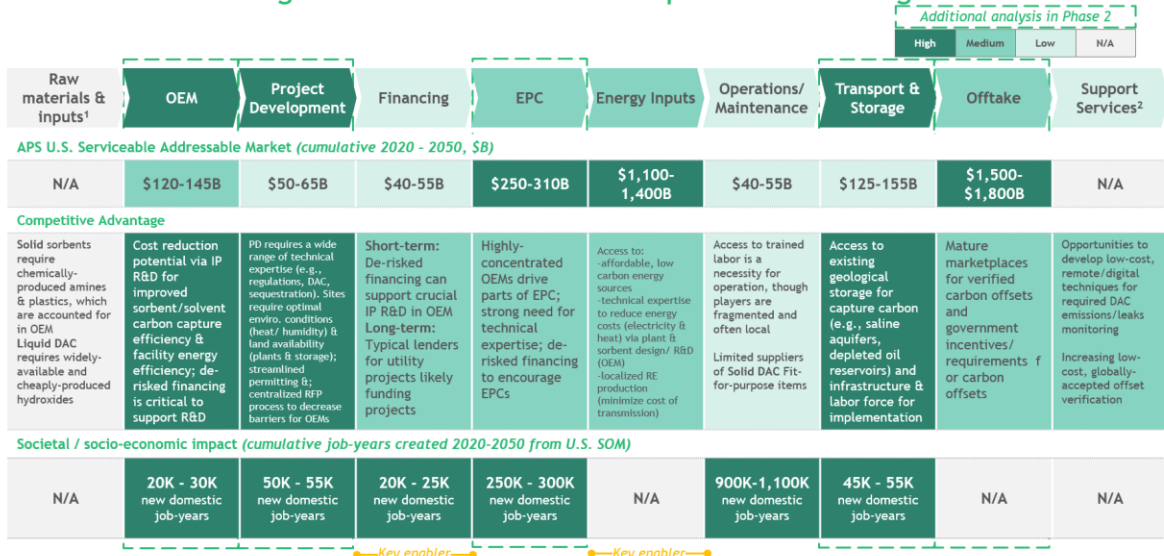 Additional analysis in Phase 2
High Medium Low N/A
Raw
materials &
inputs¹
OEM
Project
Development
Financing
EPC
Energy Inputs
Operations/
Maintenance
Transport &
Storage
Offtake
Support
Services²
APS U.S. Serviceable Addressable Market (cumulative 2020 - 2050, $B)
N/A
$120-145B
$50-65B
$40-55B
$250-310B
$1,100-
1,400B
$40-55B
$125-155B
$1,500-
$1,800B
N/A
Competitive Advantage
Solid sorbents
require
chemically-
produced amines
& plastics, which
are accounted for
in OEM
Liquid DAC
requires widely-
available and
cheaply-produced
hydroxides
Cost reduction
potential via IP
R&D for
improved
sorbent/solvent
carbon capture
efficiency &
facility energy
efficiency; de-
risked financing
is critical to
support R&D
PD requires a wide
range of technical
expertise (e.g.,
regulations, DAC,
sequestration). Sites
require optimal
enviro. conditions
(heat/ humidity) &
land availability
(plants & storage);
streamlined
permitting &;
centralized RFP
process to decrease
barriers for OEMs
Short-term:
De-risked
financing can
support crucial
IP R&D in OEM
Long-term:
Typical lenders
for utility
projects likely
funding
projects
Highly-
concentrated
OEMs drive
parts of EPC;
strong need for
technical
expertise; de-
risked financing
to encourage
EPCs
Access to:
-affordable, low
carbon energy
sources
-technical expertise
to reduce energy
costs (electricity &
heat) via plant &
sorbent design/ R&D
(OEM)
-localized RE
production
(minimize cost of
transmission)
Access to trained
labor is a
necessity for
operation, though
players are
fragmented and
often local
Limited suppliers
of Solid DAC Fit-
for-purpose items
Access to
existing
geological
storage for
capture carbon
(e.g., saline
aquifers,
depleted oil
reservoirs) and
infrastructure &
labor force for
implementation
Mature
marketplaces
for verified
carbon offsets
and
government
incentives/
requirements f
or carbon
offsets
Opportunities to
develop low-cost,
remote/digital
techniques for
required DAC
emissions/leaks
monitoring
Increasing low-
cost, globally-
accepted offset
verification
Societal / socio-economic impact (cumulative job-years created 2020-2050 from U.S. SOM)
N/A
20K - 30K
new domestic
job-years
50K - 55K
new domestic
job-years
20K - 25K
new domestic
job-years
250K - 300K
new domestic
job-years
N/A
900K-1,100K
new domestic
job-years
45K - 55K
new domestic
job-years
N/A
N/A
Key enabler
Key enabler